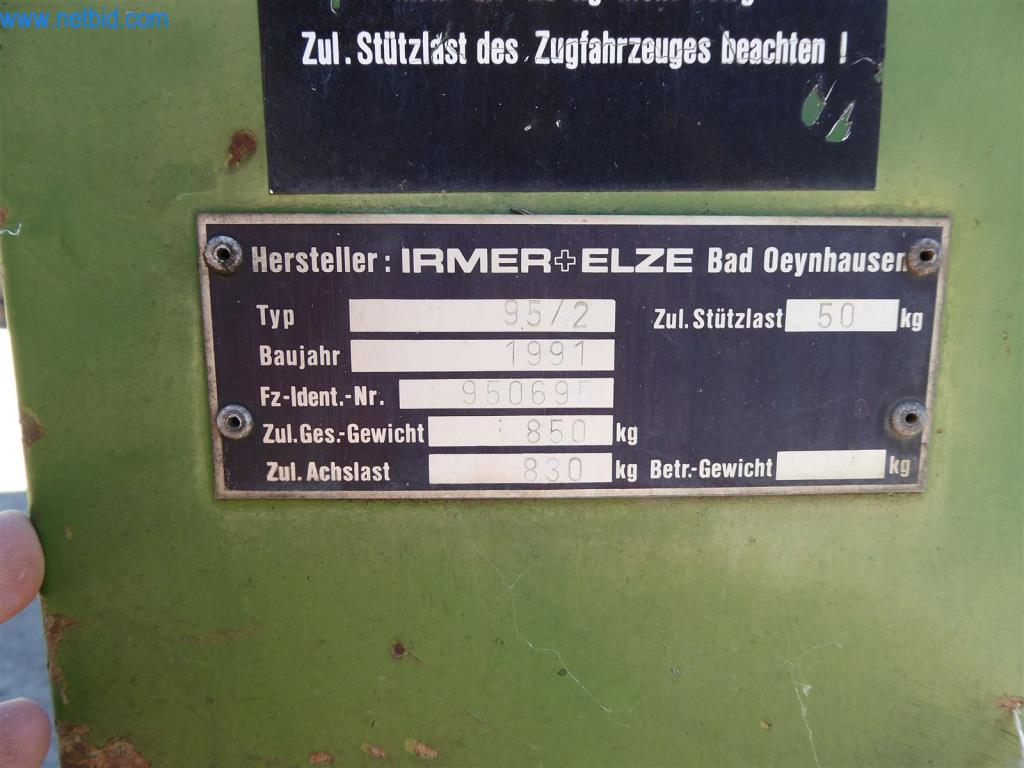 www.netbid.com
Zul. Stützlast des Zugfahrzeuges beachten !
Hersteller: IRMER+ELZE Bad Oeynhausen
Typ 95/2 Zul. Stützlast 50 kg
Baujahr 1991
Fz-Ident.-Nr. 950695
Zul. Ges.-Gewicht 850 kg
Zul. Achslast 830 kg Betr.-Gewicht kg